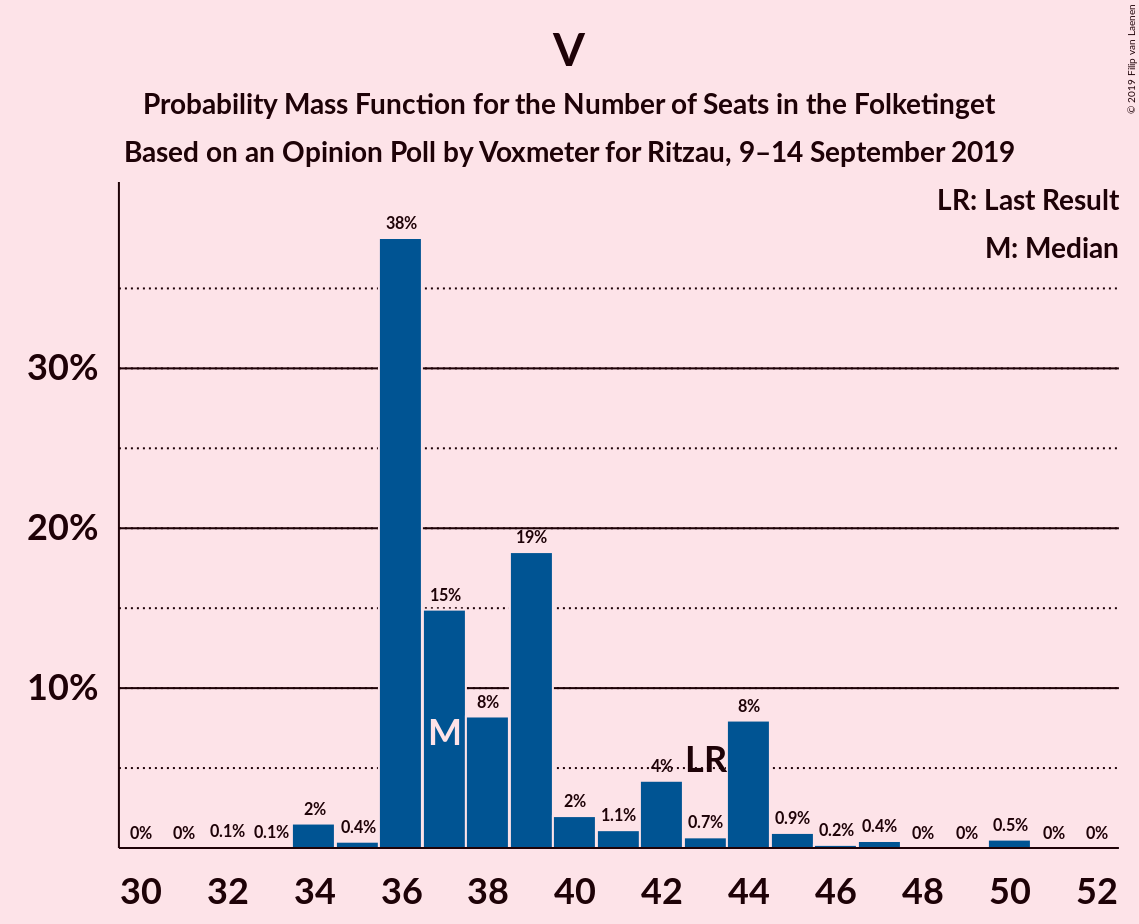 V
Probability Mass Function for the Number of Seats in the Folketinget
Based on an Opinion Poll by Voxmeter for Ritzau, 9–14 September 2019
© 2019 Filip van Laenen
LR: Last Result
M: Median
38%
30%
20%
19%
15%
10%
8%
8%
M
LR
4%
2%
2%
1.1%
0.9%
0.7%
0.5%
0% 0% 0.1% 0.1% 0.4% 0.2% 0.4% 0% 0% 0% 0%
30 32 34 36 38 40 42 44 46 48 50 52